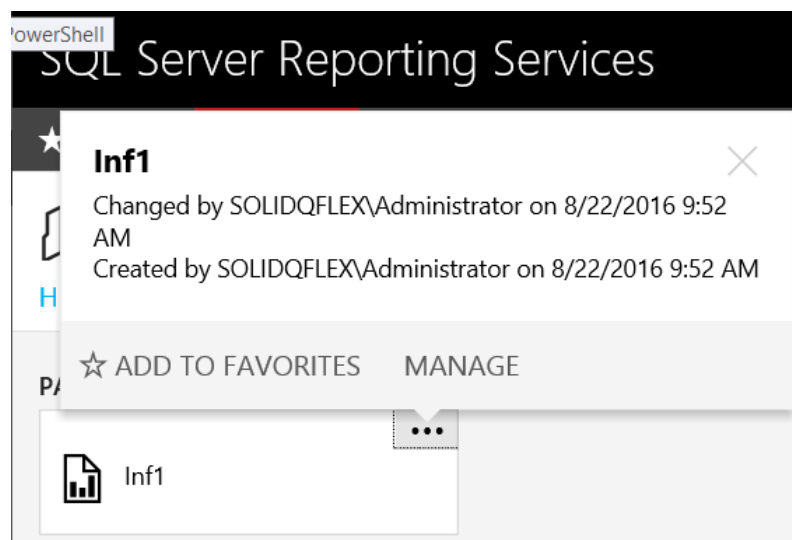 PowerShell
SQL Server Reporting Services
Inf1
Changed by SOLIDQFLEX\Administrator on 8/22/2016 9:52
AM
Created by SOLIDQFLEX\Administrator on 8/22/2016 9:52 AM
H
ADD TO FAVORITES MANAGE
PA
Inf1